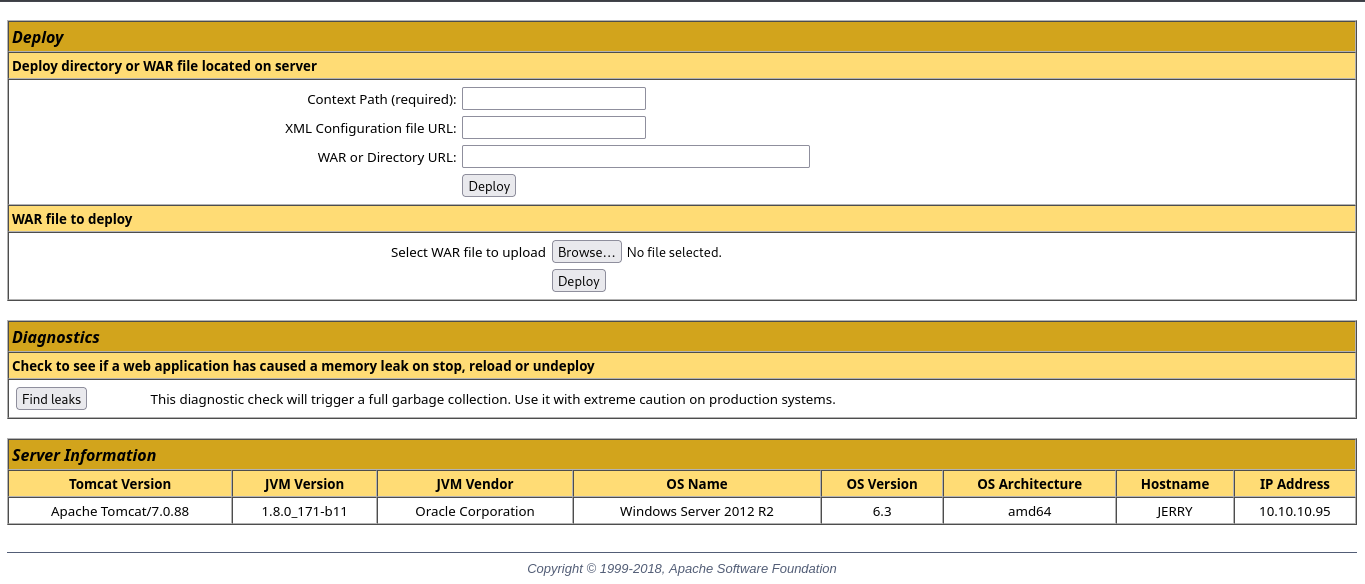 Deploy
Deploy directory or WAR file located on server
Context Path (required):
XML Configuration file URL:
WAR or Directory URL:
Deploy
WAR file to deploy
Select WAR file to upload Browse... No file selected.
Deploy
Diagnostics
Check to see if a web application has caused a memory leak on stop, reload or undeploy
Find leaks This diagnostic check will trigger a full garbage collection. Use it with extreme caution on production systems.
Server Information
Tomcat Version JVM Version JVM Vendor OS Name OS Version OS Architecture Hostname IP Address
Apache Tomcat/7.0.88 1.8.0_171-b11 Oracle Corporation Windows Server 2012 R2 6.3 amd64 JERRY 10.10.10.95
Copyright © 1999-2018, Apache Software Foundation